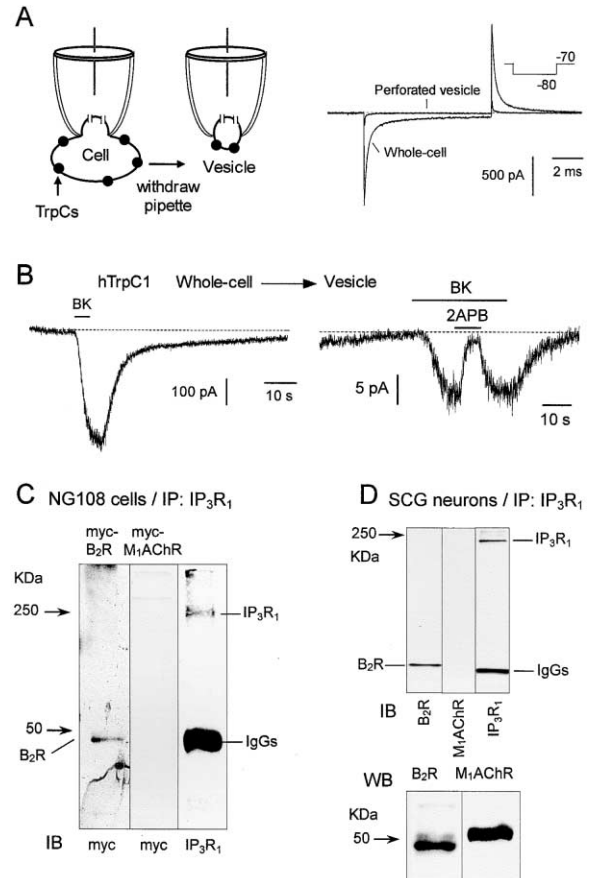 A
Cell
Vesicle
withdraw
pipette
TrpCs
Perforated vesicle
Whole-cell
-70
-80
500 pA
2 ms
B
hTrpC1 Whole-cell Vesicle
BK
100 pA
10 s
BK
2APB
5 pA
10 s
C NG108 cells / IP: IP₃R₁
myc-
B₂R
myc-
M₁AChR
KDa
250
IP₃R₁
50
B₂R
IgGs
IB myc myc IP₃R₁
D SCG neurons / IP: IP₃R₁
250
KDa
IP₃R₁
B₂R
IgGs
IB B₂R M₁AChR IP₃R₁
WB B₂R M₁AChR
KDa
50